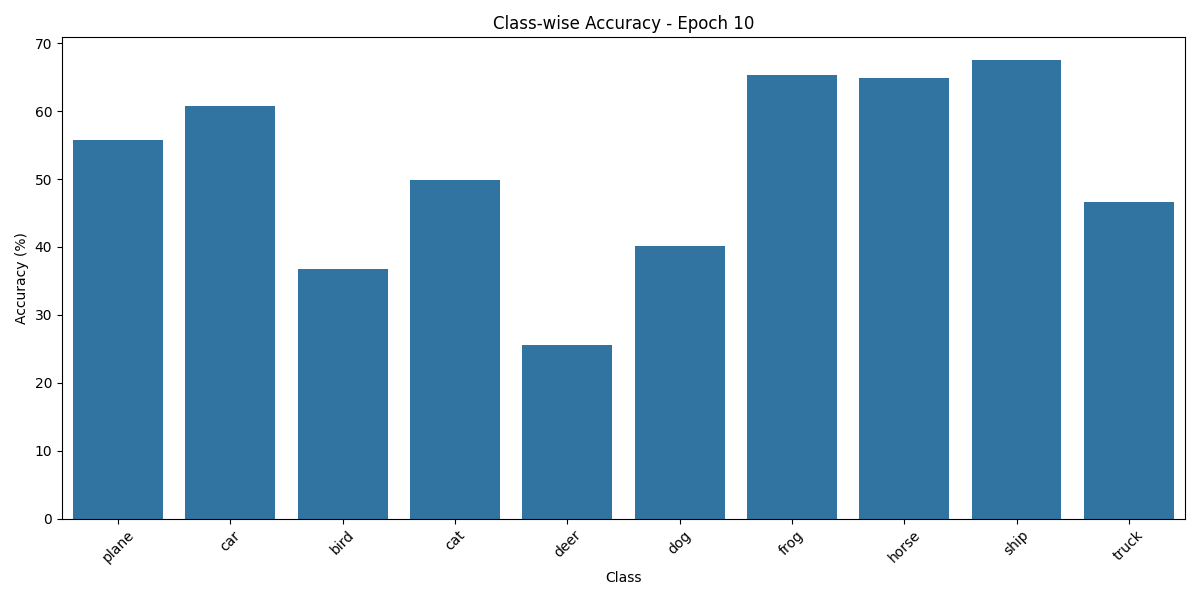 Class-wise Accuracy - Epoch 10
Accuracy (%)
70
60
50
40
30
20
10
0
plane
car
bird
cat
deer
dog
frog
horse
ship
truck
Class